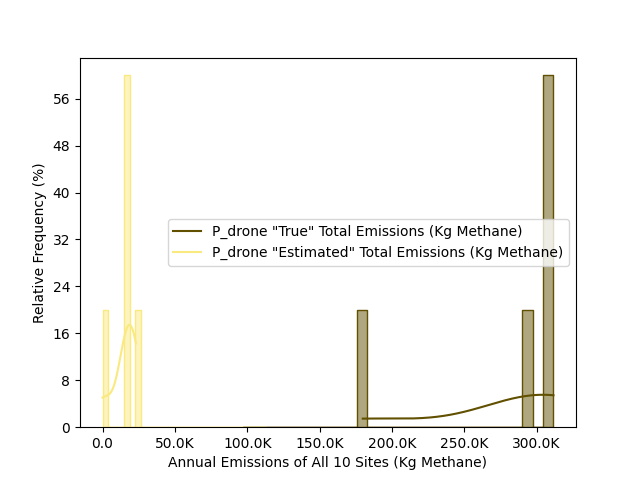 56
48
40
32
24
16
8
0
Relative Frequency (%)
P_drone "True" Total Emissions (Kg Methane)
P_drone "Estimated" Total Emissions (Kg Methane)
0.0 50.0K 100.0K 150.0K 200.0K 250.0K 300.0K
Annual Emissions of All 10 Sites (Kg Methane)